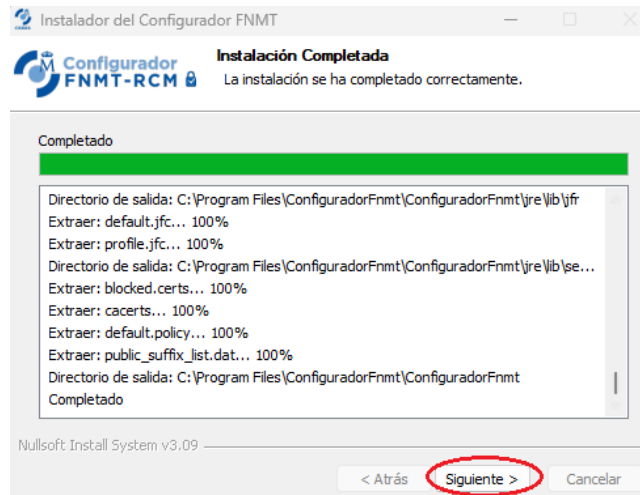 Instalador del Configurador FNMT
Configurador
FNMT-RCM
Instalación Completada
La instalación se ha completado correctamente.
Completado
Directorio de salida: C:\Program Files\ConfiguradorFnmt\ConfiguradorFnmt\jre\lib\jfr
Extraer: default.jfc... 100%
Extraer: profile.jfc... 100%
Directorio de salida: C:\Program Files\ConfiguradorFnmt\ConfiguradorFnmt\jre\lib\se...
Extraer: blocked.certs... 100%
Extraer: cacerts... 100%
Extraer: default.policy... 100%
Extraer: public_suffix_list.dat... 100%
Directorio de salida: C:\Program Files\ConfiguradorFnmt\ConfiguradorFnmt
Completado
Nullsoft Install System v3.09
< Atrás Siguiente > Cancelar